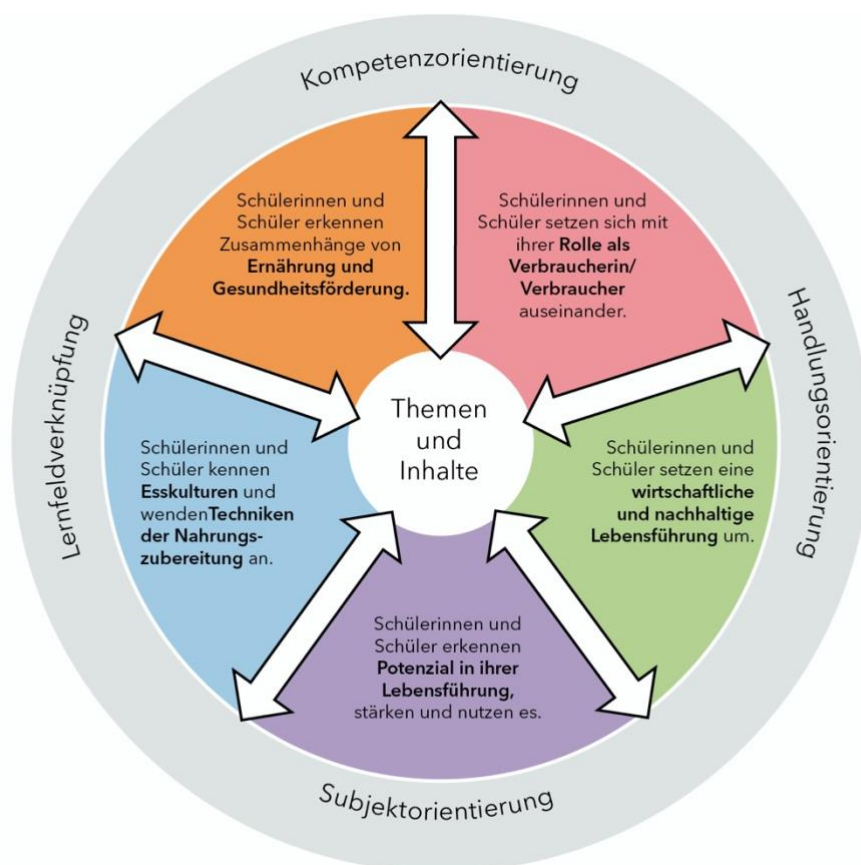 Kompetenzorientierung
Schülerinnen und
Schüler erkennen
Zusammenhänge von
Ernährung und
Gesundheitsförderung.
Schülerinnen und
Schüler setzen sich mit
ihrer Rolle als
Verbraucherin/
Verbraucher
auseinander.
Handlungsorientierung
Lernfeldverknüpfung
Themen
und
Inhalte
Schülerinnen und
Schüler kennen
Esskulturen und
wendenTechniken
der Nahrungs-
zubereitung an.
Schülerinnen und
Schüler setzen eine
wirtschaftliche
und nachhaltige
Lebensführung um.
Schülerinnen und
Schüler erkennen
Potenzial in ihrer
Lebensführung,
stärken und nutzen es.
Subjektorientierung